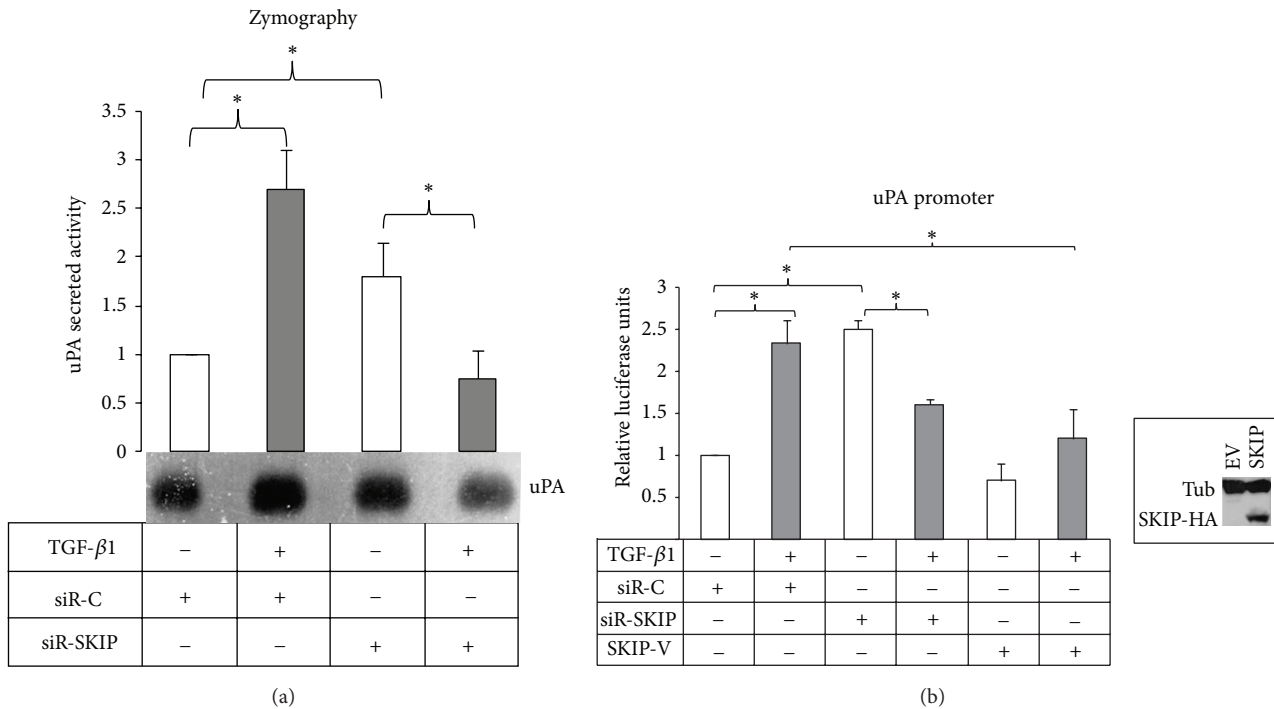 Zymography
*
*
*
3.5
3
2.5
2
1.5
1
0.5
0
uPA secreted activity
uPA
TGF-β1 − + − +
siR-C + + − −
siR-SKIP − − + +
(a)
uPA promoter
*
*
*
*
3
2.5
2
1.5
1
0.5
Relative luciferase units
TGF-β1 − + − + − +
siR-C + + − − − −
siR-SKIP − − + + − −
SKIP-V − − − − + +
(b)
EV SKIP
Tub
SKIP-HA